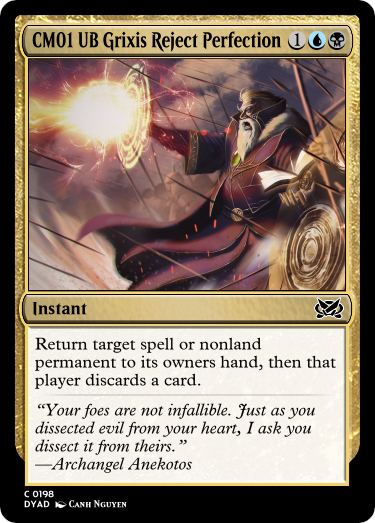 CM01 UB Grixis Reject Perfection 1
Instant
Return target spell or nonland
permanent to its owners hand, then that
player discards a card.
“Your foes are not infallible. Just as you
dissected evil from your heart, I ask you
dissect it from theirs.”
—Archangel Anekotos
C 0198
DYAD Canh Nguyen